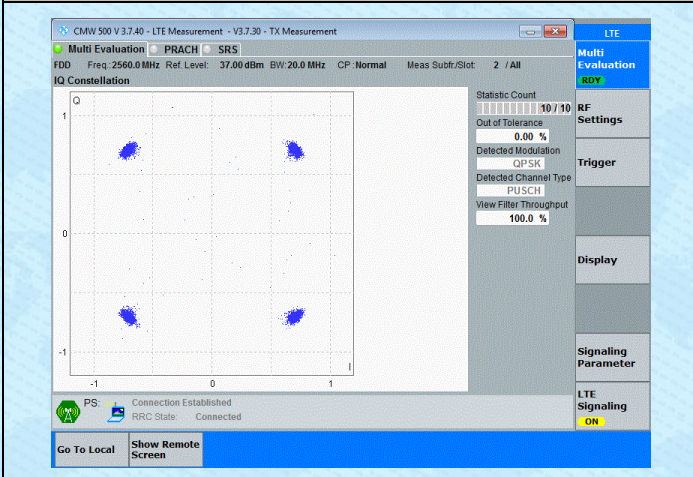 CMW 500 V 3.7.40 - LTE Measurement - V3.7.30 - TX Measurement
LTE
Multi Evaluation PRACH SRS
Multi
Evaluation
RDY
FDD Freq.:2560.0 MHz Ref. Level: 37.00 dBm BW:20.0 MHz CP :Normal Meas Subfr./Slot: 2 / All
IQ Constellation
Q
1
0
-1
-1 0 1
I
Statistic Count
10 / 10
Out of Tolerance
0.00 %
Detected Modulation
QPSK
Detected Channel Type
PUSCH
View Filter Throughput
100.0 %
RF
Settings
Trigger
Display
Signaling
Parameter
LTE
Signaling
ON
PS: Connection Established
RRC State: Connected
Go To Local
Show Remote
Screen